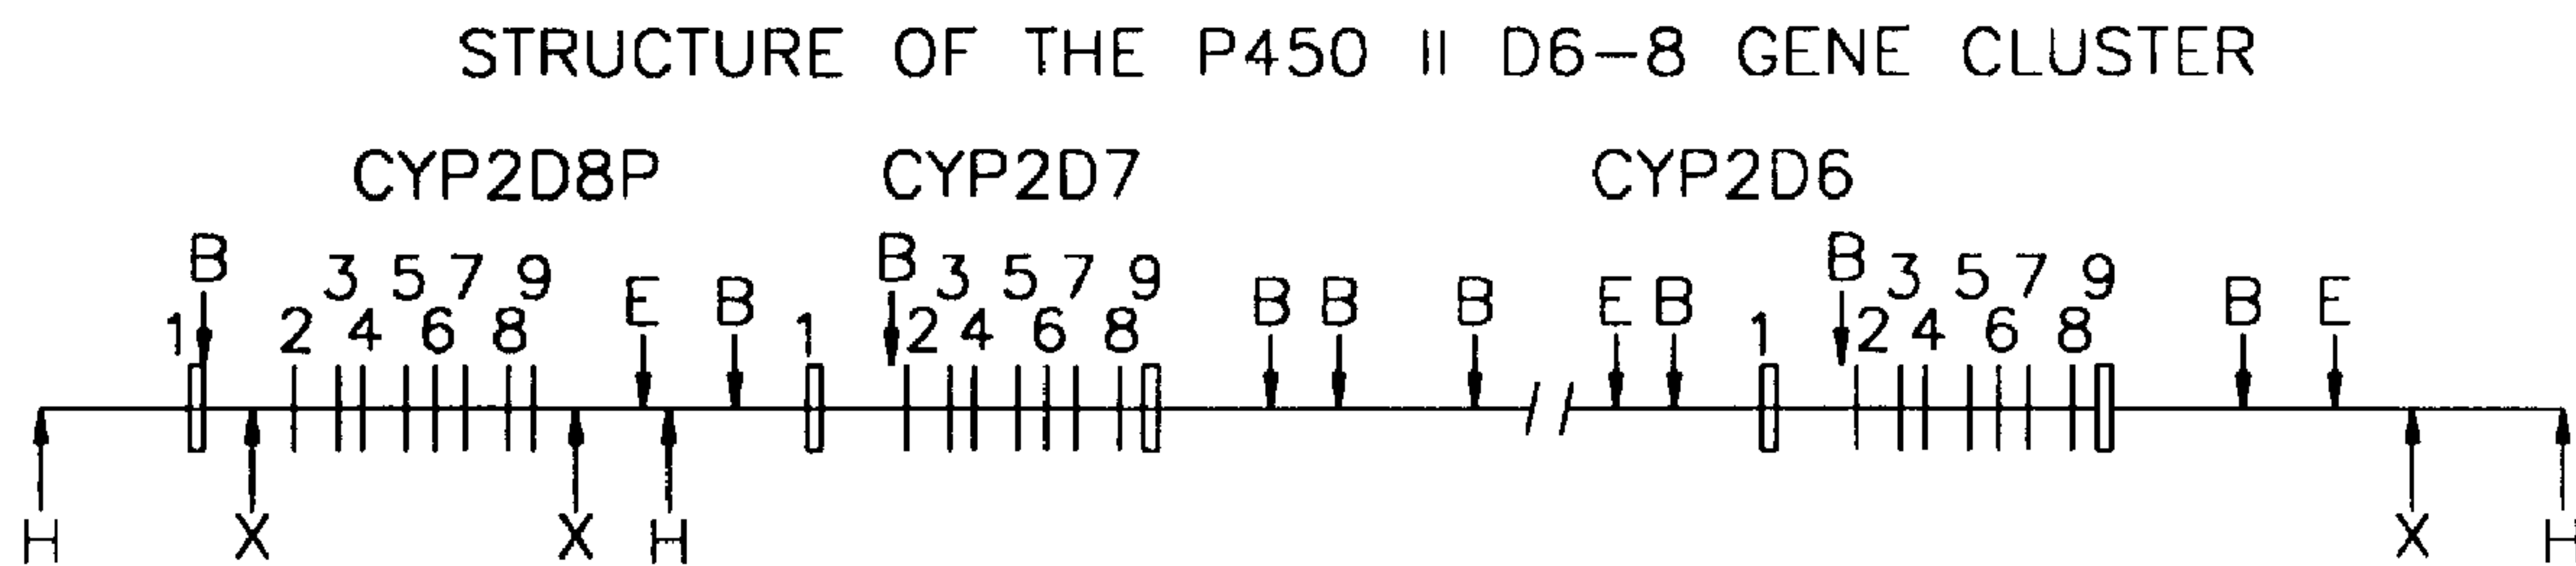 STRUCTURE OF THE P450 II D6-8 GENE CLUSTER
CYP2D8P CYP2D7 CYP2D6
B B B
3 5 7 9 3 5 7 9 3 5 7 9
E B B B B E B B E
1 2 4 6 8 1 2 4 6 8 1 2 4 6 8
H X X H X H